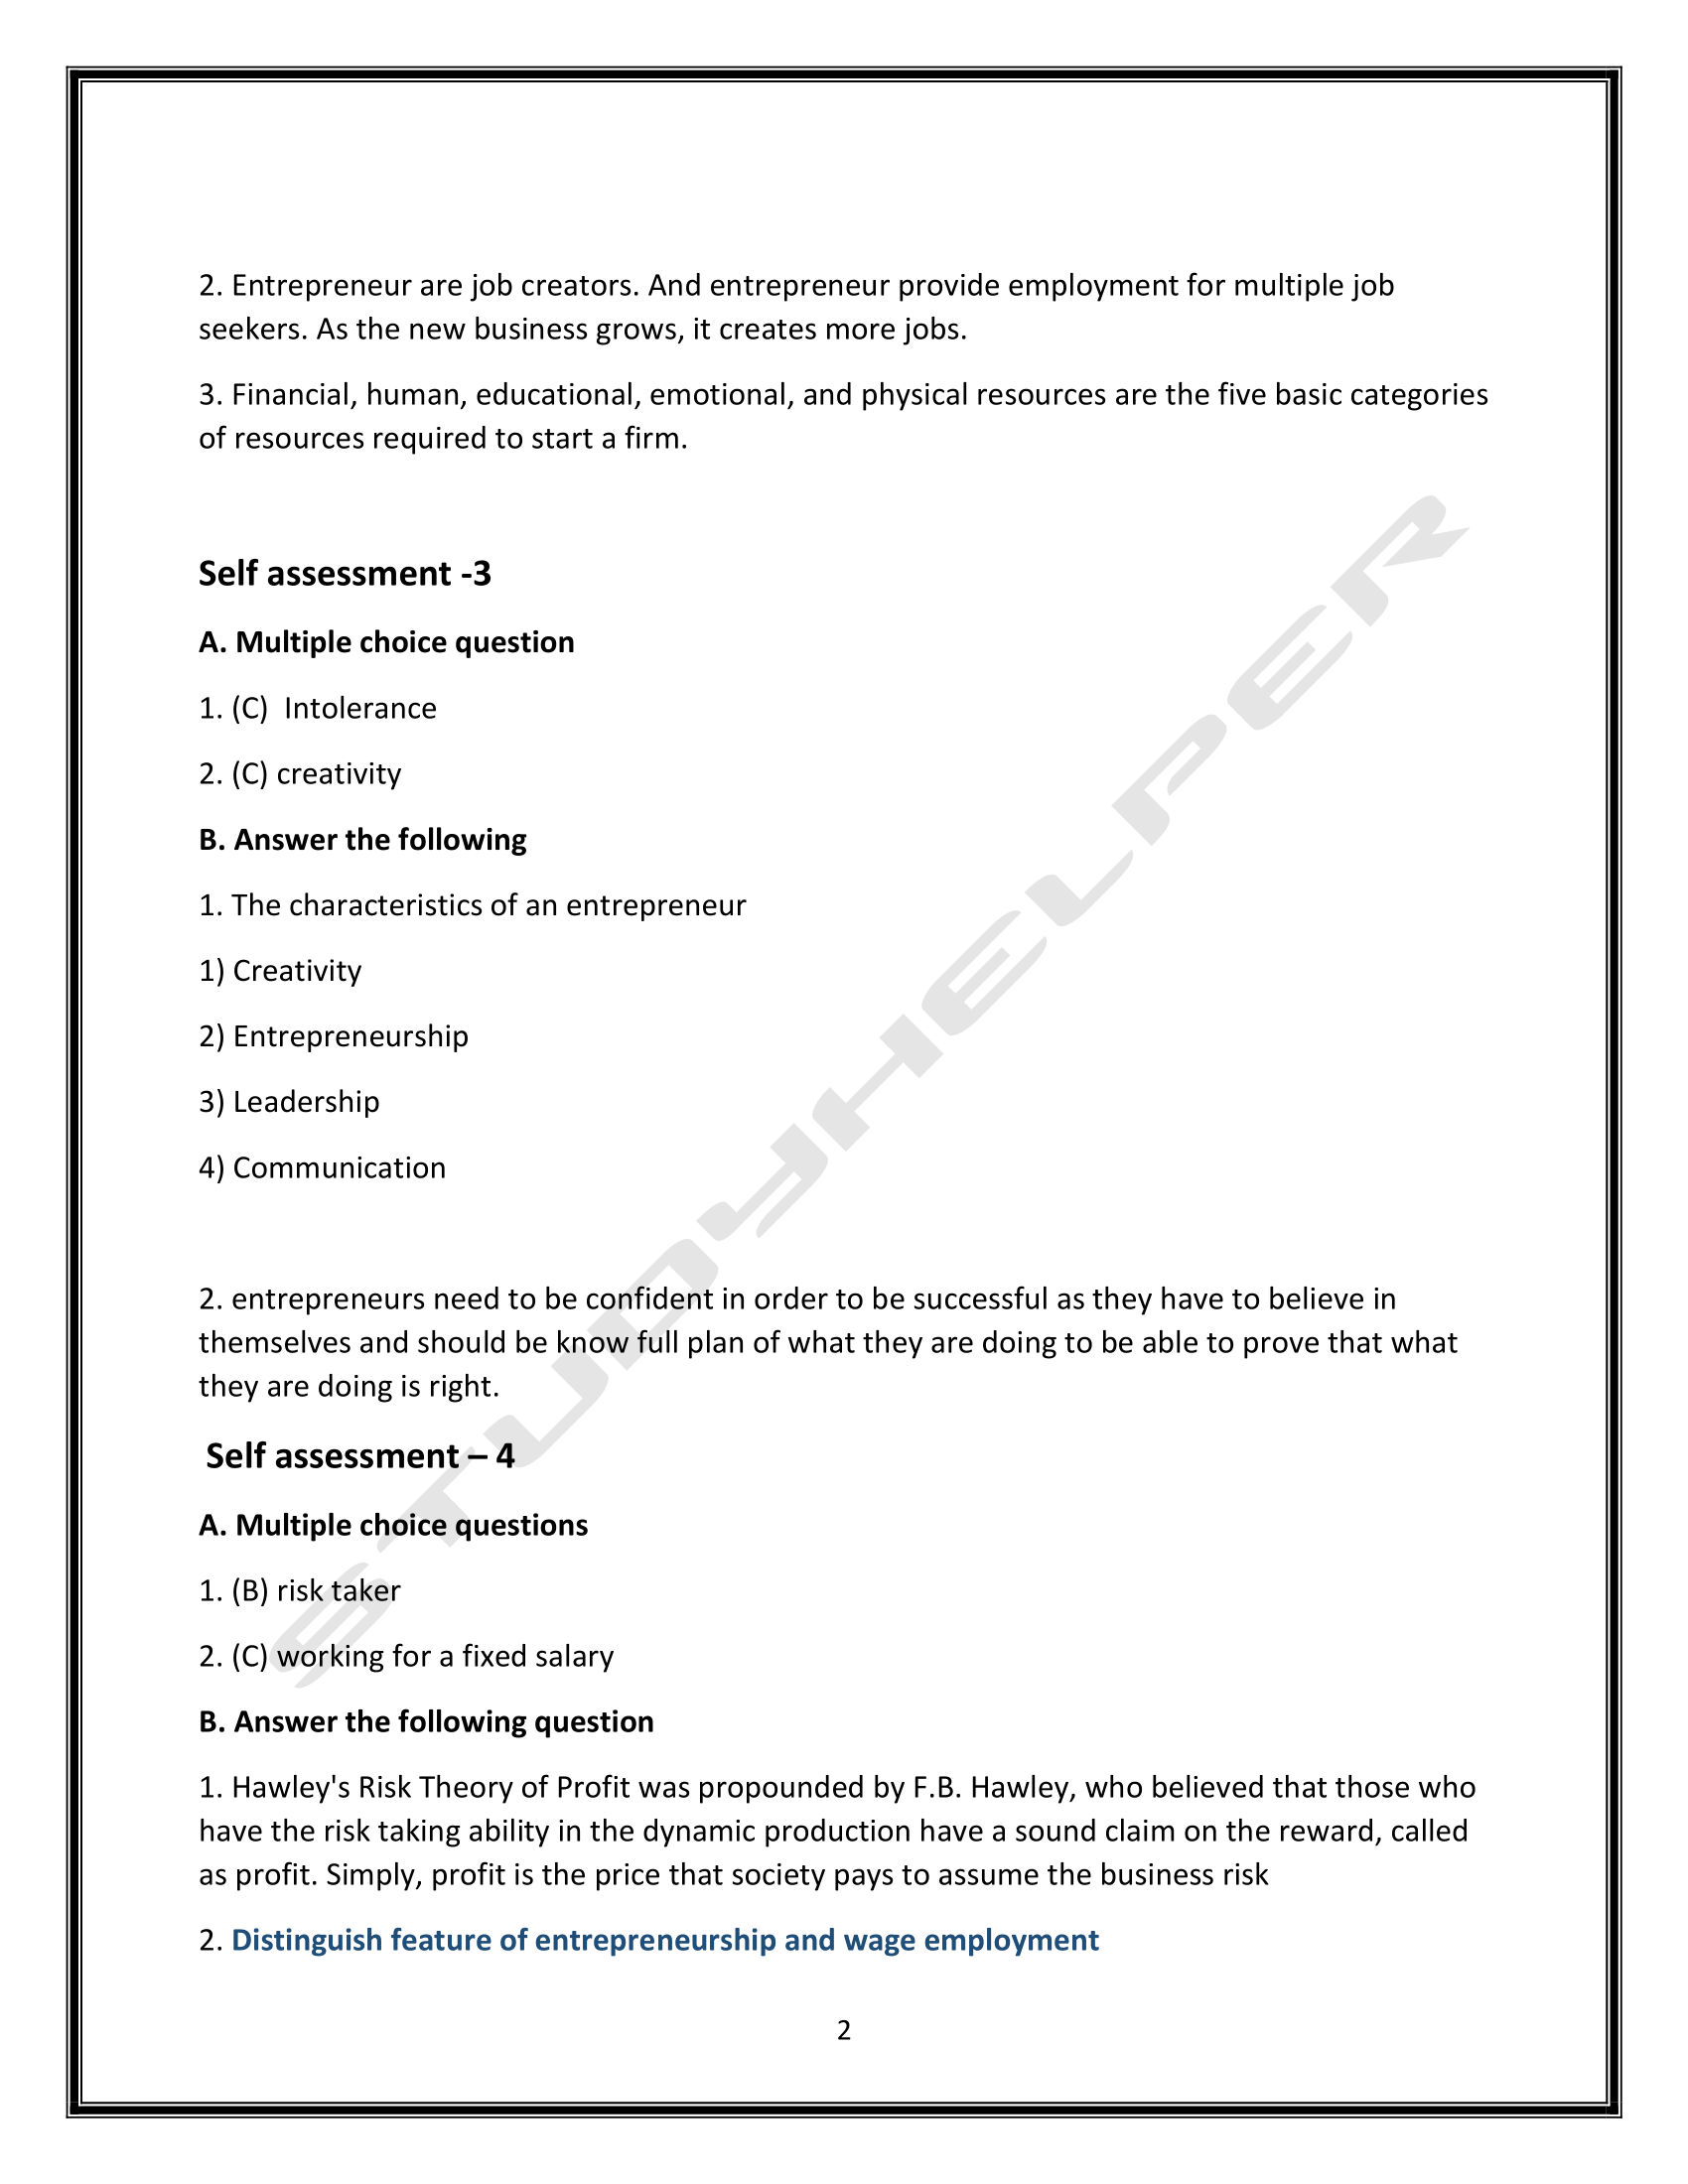 2. Entrepreneur are job creators. And entrepreneur provide employment for multiple job
seekers. As the new business grows, it creates more jobs.
3. Financial, human, educational, emotional, and physical resources are the five basic categories
of resources required to start a firm.
Self assessment -3
A. Multiple choice question
1. (C)  Intolerance
2. (C) creativity
B. Answer the following
1. The characteristics of an entrepreneur
1) Creativity
2) Entrepreneurship
3) Leadership
4) Communication
2. entrepreneurs need to be confident in order to be successful as they have to believe in
themselves and should be know full plan of what they are doing to be able to prove that what
they are doing is right.
Self assessment – 4
A. Multiple choice questions
1. (B) risk taker
2. (C) working for a fixed salary
B. Answer the following question
1. Hawley's Risk Theory of Profit was propounded by F.B. Hawley, who believed that those who
have the risk taking ability in the dynamic production have a sound claim on the reward, called
as profit. Simply, profit is the price that society pays to assume the business risk
2. Distinguish feature of entrepreneurship and wage employment
2
STUDYHELPER